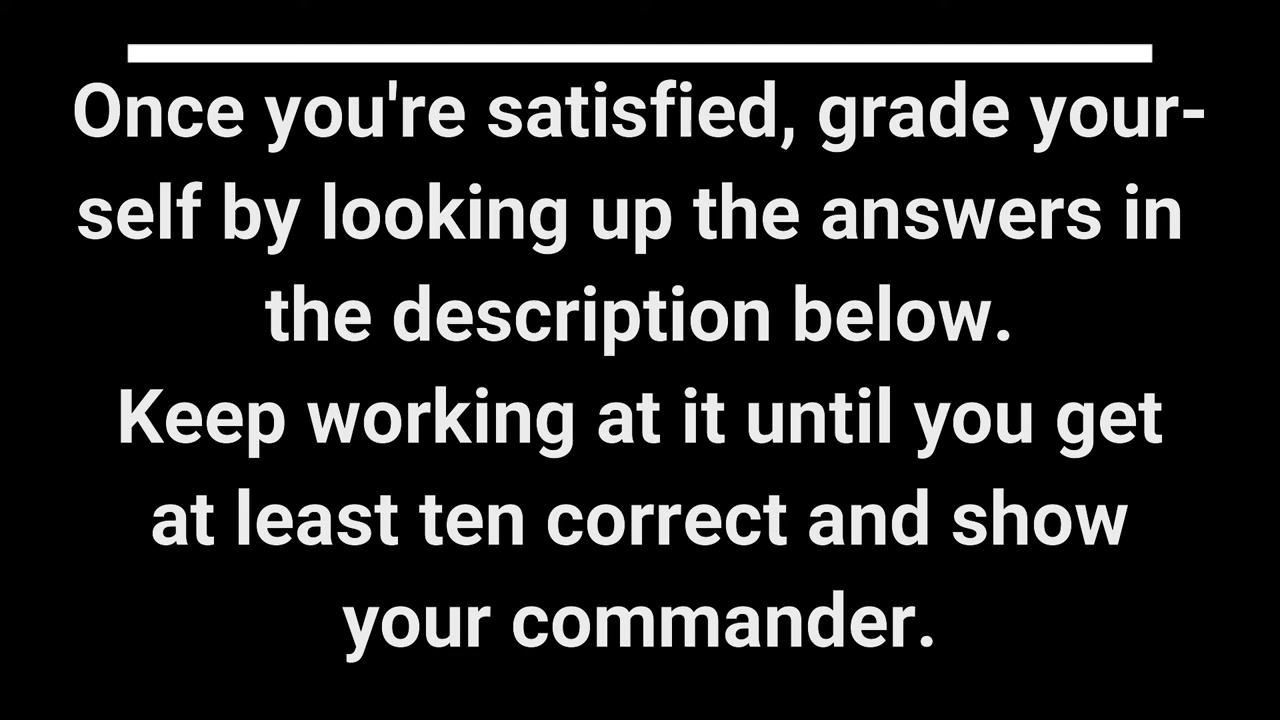 Once you're satisfied, grade your-
self by looking up the answers in
the description below.
Keep working at it until you get
at least ten correct and show
your commander.